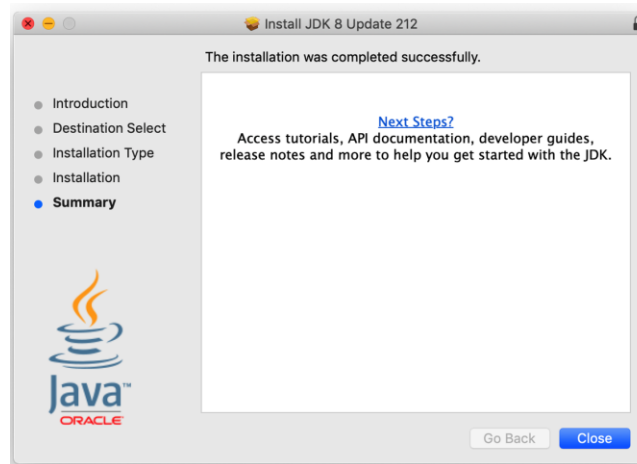 Install JDK 8 Update 212
The installation was completed successfully.
Introduction
Destination Select
Installation Type
Installation
Summary
Next Steps?
Access tutorials, API documentation, developer guides,
release notes and more to help you get started with the JDK.
Java™
ORACLE
Go Back
Close